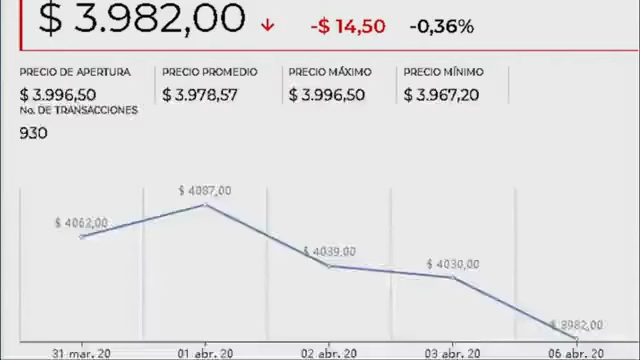 $ 3.982,00 ↓ -$ 14,50 -0,36%
PRECIO DE APERTURA PRECIO PROMEDIO PRECIO MÁXIMO PRECIO MÍNIMO
$ 3.996,50 $ 3.978,57 $ 3.996,50 $ 3.967,20
No. DE TRANSACCIONES
930
$ 4087,00
$ 4062,00
$ 4039,00
$ 4030,00
$ 3982,00
31 mar. 20 01 abr. 20 02 abr. 20 03 abr. 20 06 abr. 20